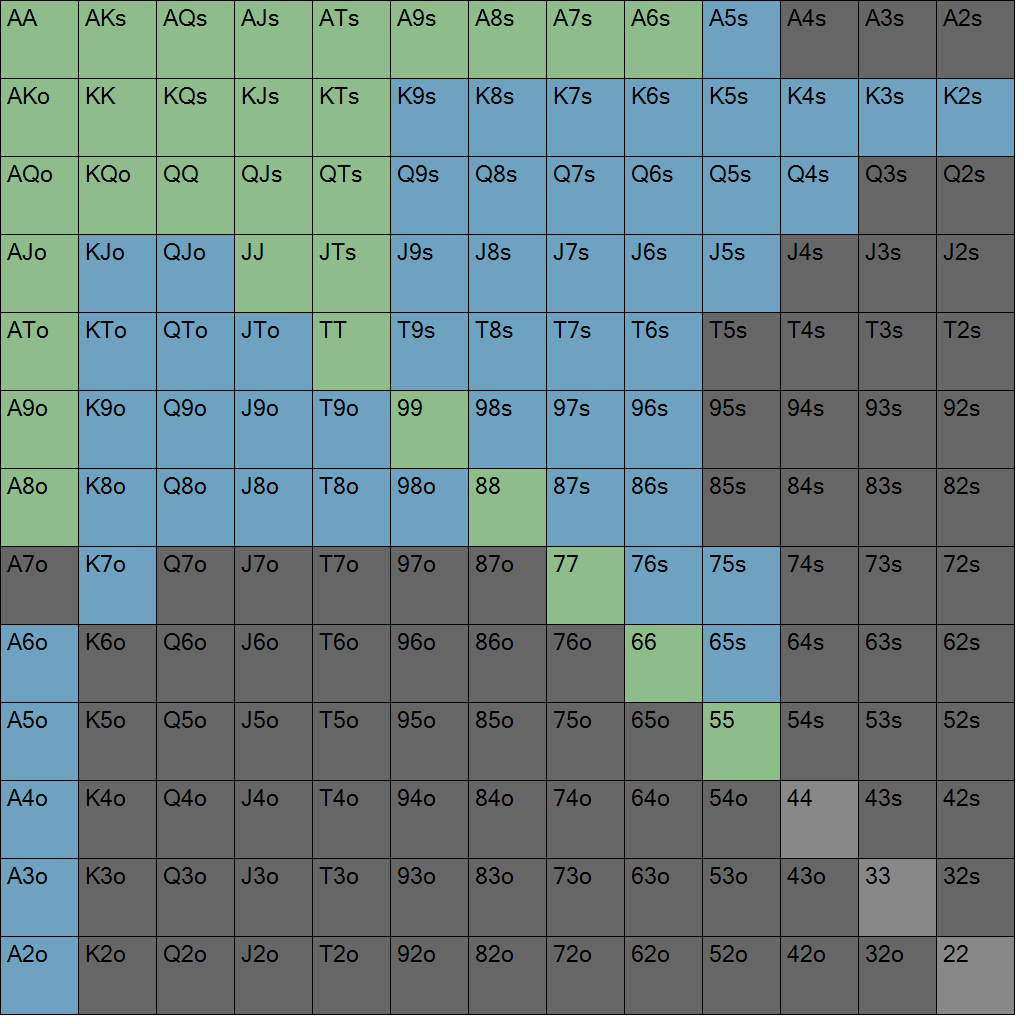 AA AKs AQs AJs ATs A9s A8s A7s A6s A5s A4s A3s A2s
AKo KK KQs KJs KTs K9s K8s K7s K6s K5s K4s K3s K2s
AQo KQo QQ QJs QTs Q9s Q8s Q7s Q6s Q5s Q4s Q3s Q2s
AJo KJo QJo JJ JTs J9s J8s J7s J6s J5s J4s J3s J2s
ATo KTo QTo JTo TT T9s T8s T7s T6s T5s T4s T3s T2s
A9o K9o Q9o J9o T9o 99 98s 97s 96s 95s 94s 93s 92s
A8o K8o Q8o J8o T8o 98o 88 87s 86s 85s 84s 83s 82s
A7o K7o Q7o J7o T7o 97o 87o 77 76s 75s 74s 73s 72s
A6o K6o Q6o J6o T6o 96o 86o 76o 66 65s 64s 63s 62s
A5o K5o Q5o J5o T5o 95o 85o 75o 65o 55 54s 53s 52s
A4o K4o Q4o J4o T4o 94o 84o 74o 64o 54o 44 43s 42s
A3o K3o Q3o J3o T3o 93o 83o 73o 63o 53o 43o 33 32s
A2o K2o Q2o J2o T2o 92o 82o 72o 62o 52o 42o 32o 22